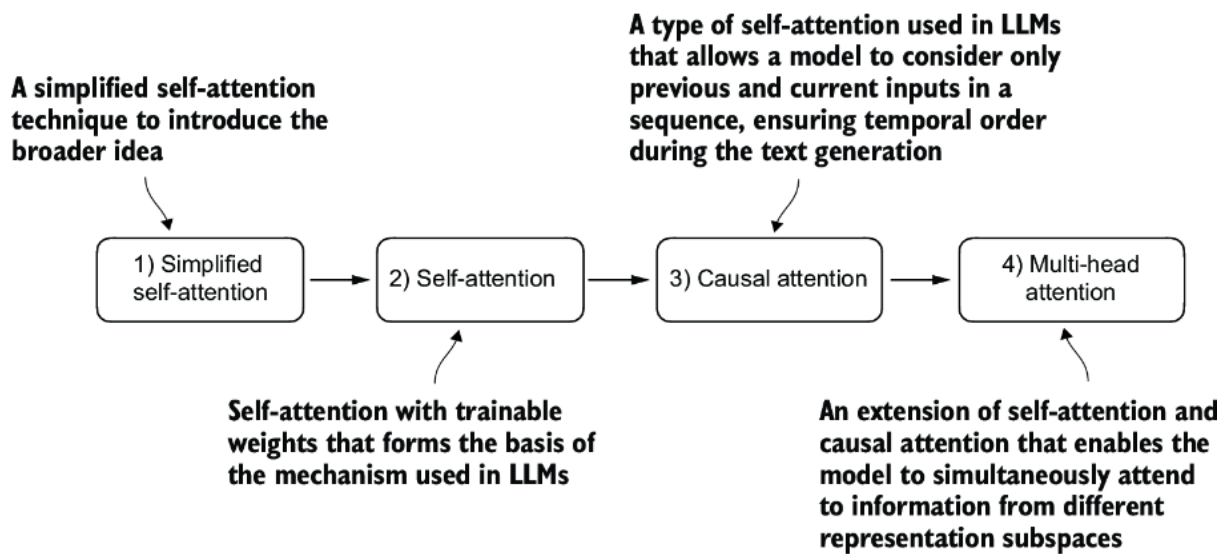 A simplified self-attention
technique to introduce the
broader idea
A type of self-attention used in LLMs
that allows a model to consider only
previous and current inputs in a
sequence, ensuring temporal order
during the text generation
1) Simplified
self-attention
2) Self-attention
3) Causal attention
4) Multi-head
attention
Self-attention with trainable
weights that forms the basis of
the mechanism used in LLMs
An extension of self-attention and
causal attention that enables the
model to simultaneously attend
to information from different
representation subspaces